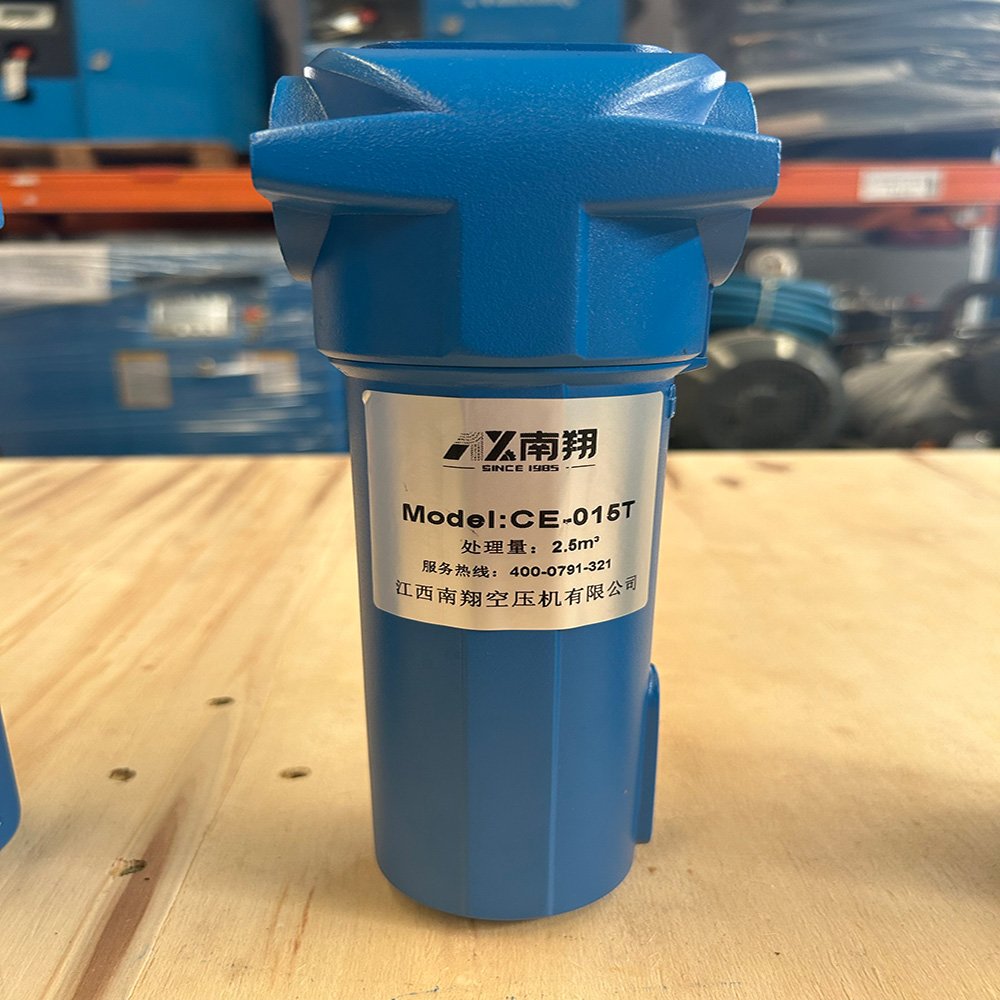 南翔
SINCE 1985
Model:CE-015T
处理量：2.5m³
服务热线：400-0791-321
江西南翔空压机有限公司